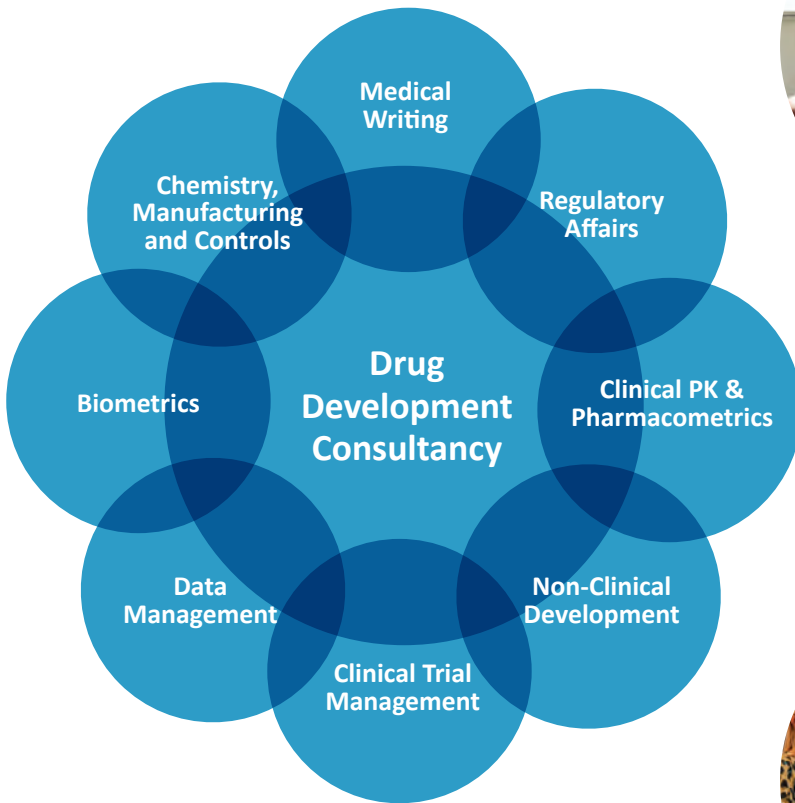 Medical
Writing
Chemistry,
Manufacturing
and Controls
Regulatory
Affairs
Drug
Development
Consultancy
Biometrics
Clinical PK &
Pharmacometrics
Data
Management
Non-Clinical
Development
Clinical Trial
Management